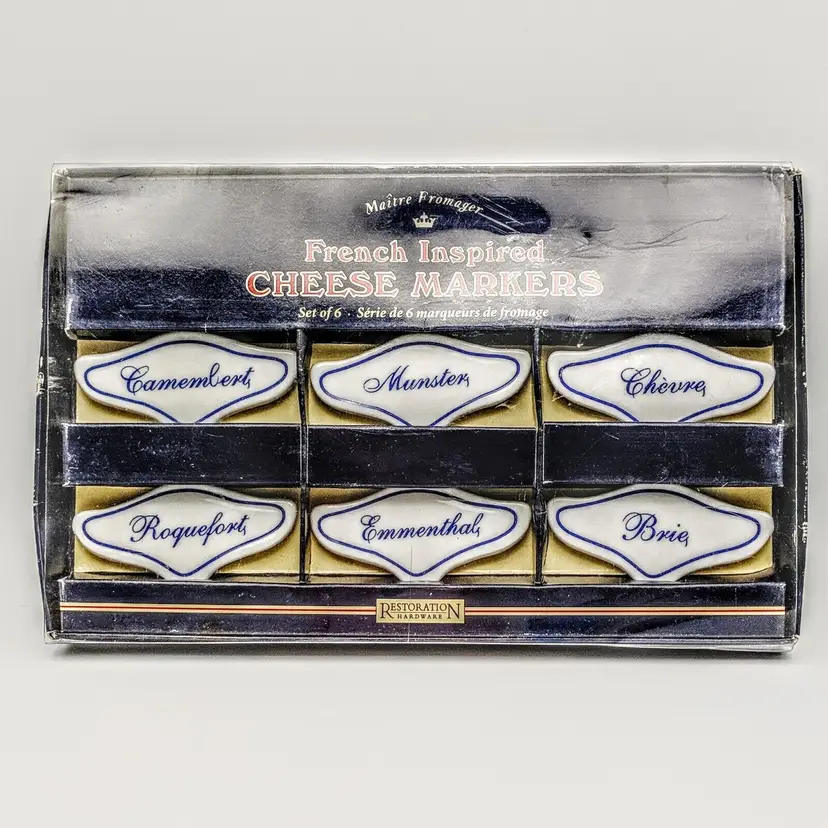 Maître Fromager
French Inspired
CHEESE MARKERS
Set of 6 Série de 6 marqueurs de fromage
Camembert
Munster
Chèvre
Roquefort
Emmenthal
Brie
RESTORATION
HARDWARE